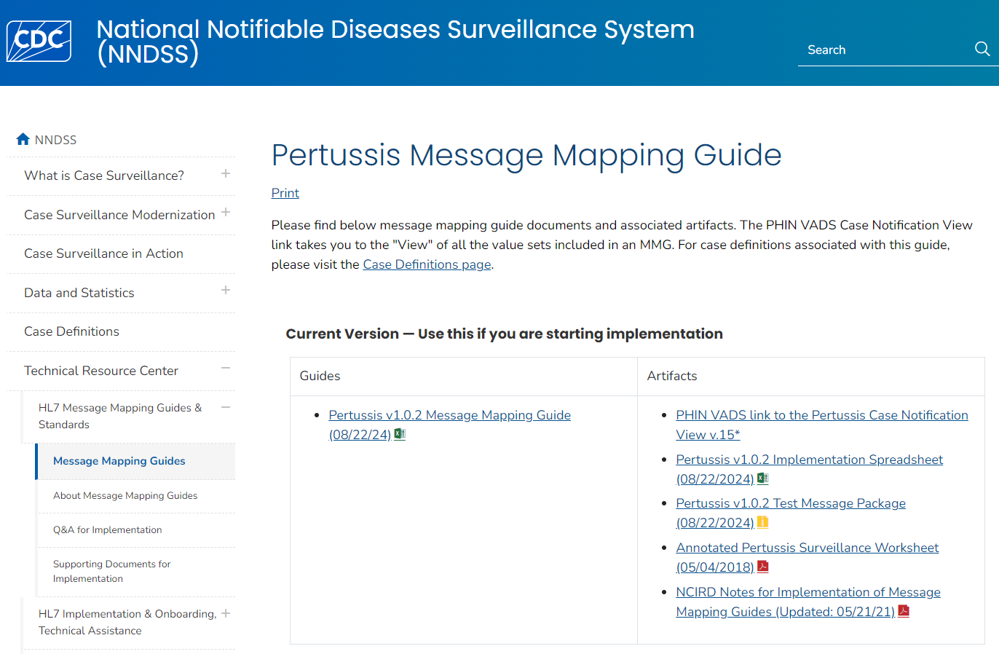 CDC
National Notifiable Diseases Surveillance System
(NNDSS)
Search
NNDSS
What is Case Surveillance?
Case Surveillance Modernization
Case Surveillance in Action
Data and Statistics
Case Definitions
Technical Resource Center
HL7 Message Mapping Guides &
Standards
Message Mapping Guides
About Message Mapping Guides
Q&A for Implementation
Supporting Documents for
Implementation
HL7 Implementation & Onboarding,
Technical Assistance
Pertussis Message Mapping Guide
Print
Please find below message mapping guide documents and associated artifacts. The PHIN VADS Case Notification View
link takes you to the "View" of all the value sets included in an MMG. For case definitions associated with this guide,
please visit the Case Definitions page.
Current Version — Use this if you are starting implementation
Guides
Pertussis v1.0.2 Message Mapping Guide
(08/22/24)
Artifacts
PHIN VADS link to the Pertussis Case Notification
View v.15*
Pertussis v1.0.2 Implementation Spreadsheet
(08/22/2024)
Pertussis v1.0.2 Test Message Package
(08/22/2024)
Annotated Pertussis Surveillance Worksheet
(05/04/2018)
NCIRD Notes for Implementation of Message
Mapping Guides (Updated: 05/21/21)